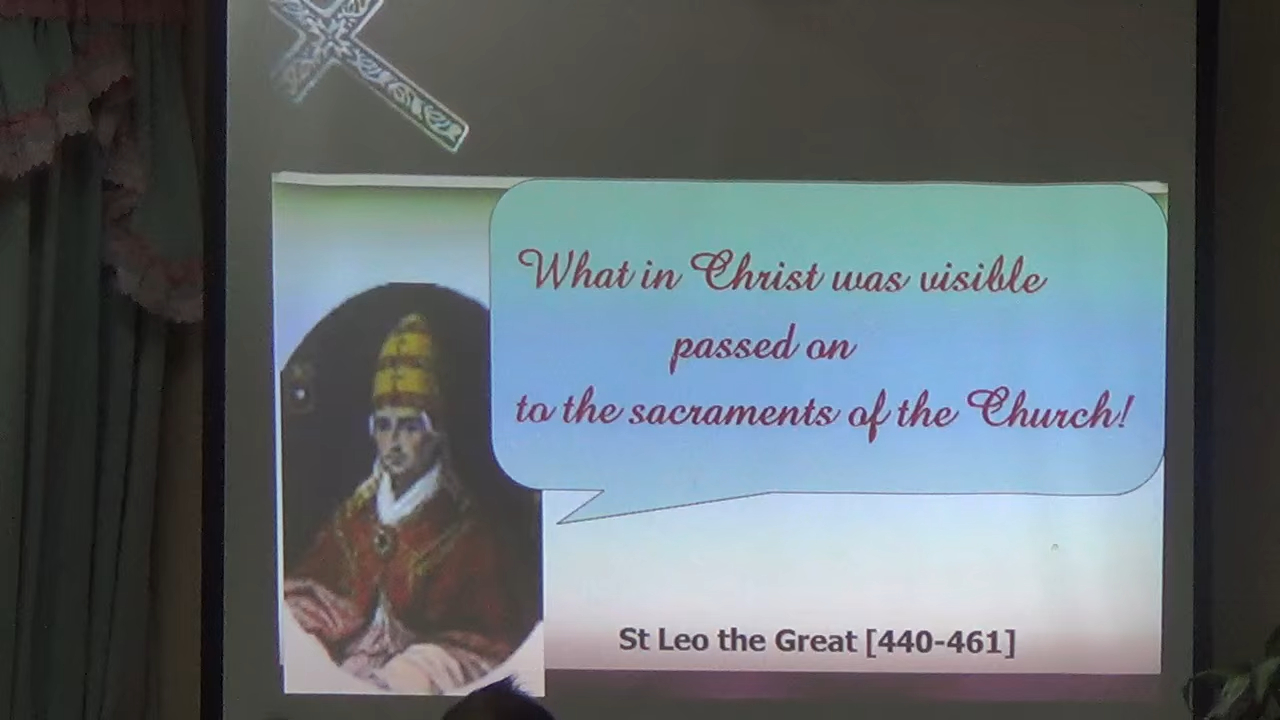 What in Christ was visible
passed on
to the sacraments of the Church!
St Leo the Great [440-461]